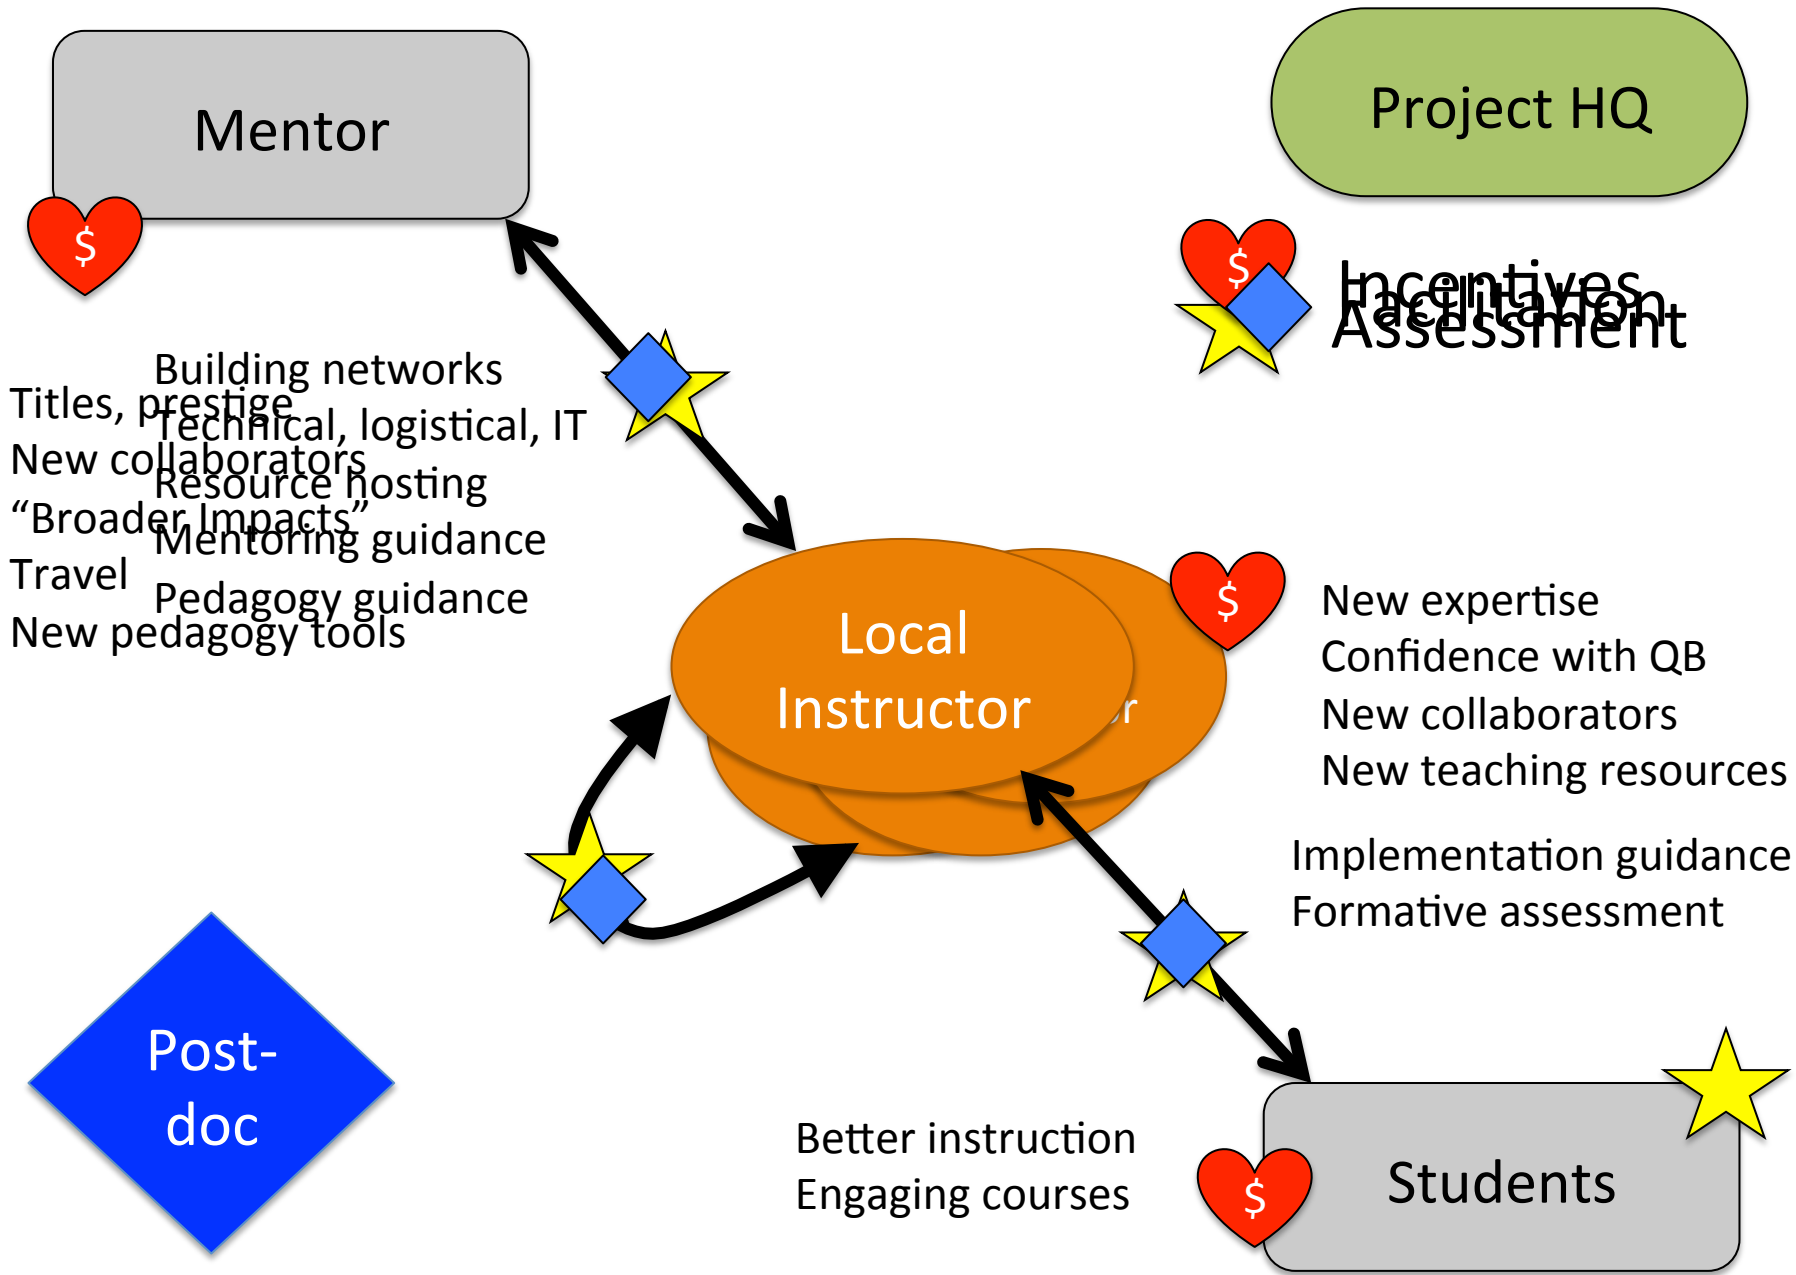 Mentor
Project HQ
$
$
Incentives
Facilitation
Assessment
Building networks
Technical, logistical, IT
Resource hosting
Mentoring guidance
Pedagogy guidance
Titles, prestige
New collaborators
“Broader Impacts”
Travel
New pedagogy tools
Local
Instructor
or
$
New expertise
Confidence with QB
New collaborators
New teaching resources
Implementation guidance
Formative assessment
Post-
doc
Better instruction
Engaging courses
$
Students